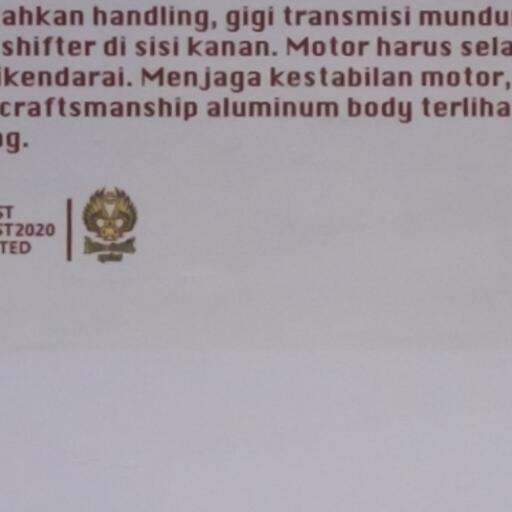 ahkan handling, gigi transmisi mundu
shifter di sisi kanan. Motor harus sela
ikendarai. Menjaga kestabilan motor,
craftsmanship aluminum body terliha
g.
ST
ST2020
TED